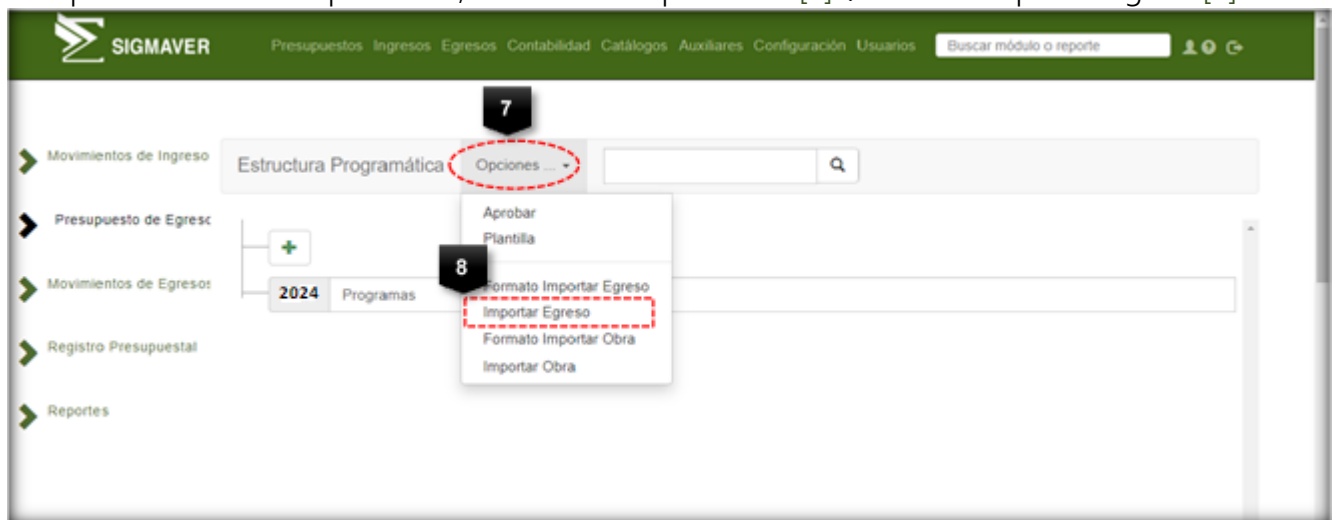 [7] [8]
SIGMAVER Presupuestos Ingresos Egresos Contabilidad Catálogos Auxiliares Configuración Usuarios Buscar módulo o reporte
7
Movimientos de Ingreso
Estructura Programática Opciones ...
Presupuesto de Egresc
Aprobar
Plantilla
8
Movimientos de Egresos
2024 Programas
Formato Importar Egreso
Importar Egreso
Formato Importar Obra
Importar Obra
Registro Presupuestal
Reportes